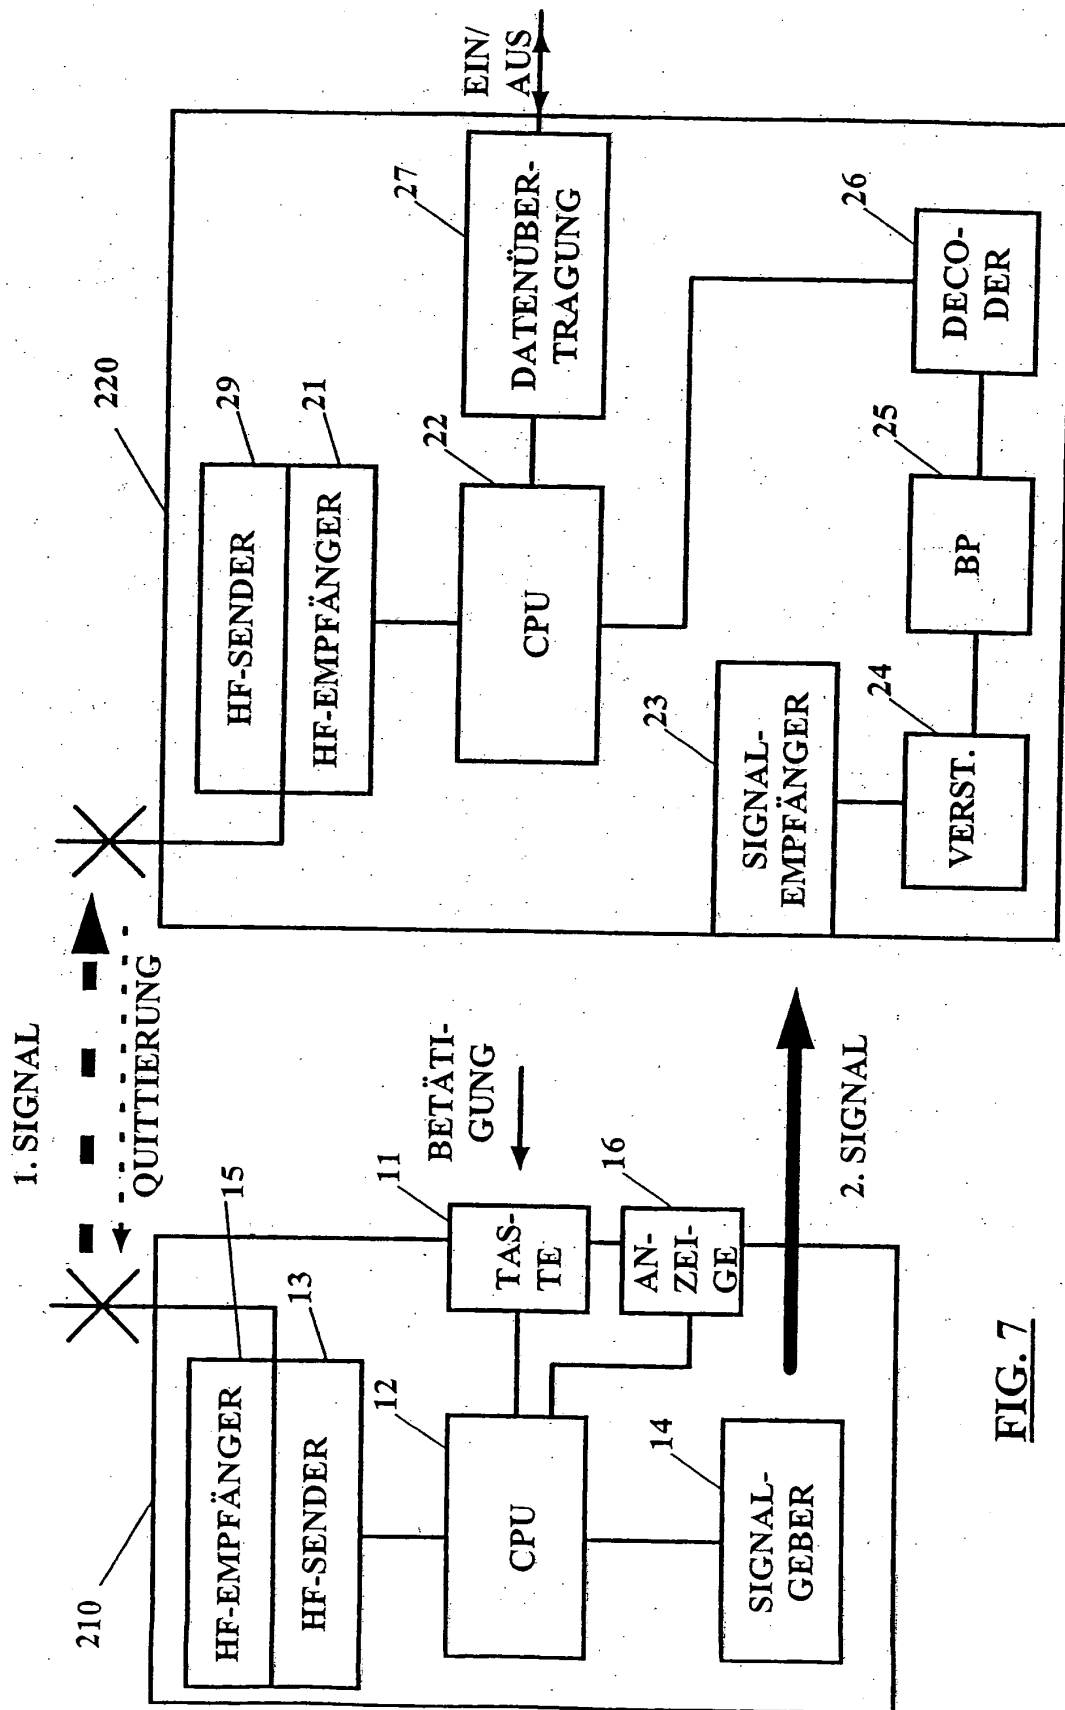 1. SIGNAL
QUITTIERUNG
210
HF-EMPFÄNGER
15
HF-SENDER
13
CPU
12
TAS-
TE
11
BETÄTI-
GUNG
AN-
ZEI-
GE
16
SIGNAL-
GEBER
14
2. SIGNAL
220
HF-SENDER
29
HF-EMPFÄNGER
21
CPU
22
DATENÜBER-
TRAGUNG
27
EIN/
AUS
SIGNAL-
EMPFÄNGER
23
VERST.
24
BP
25
DECO-
DER
26
FIG. 7